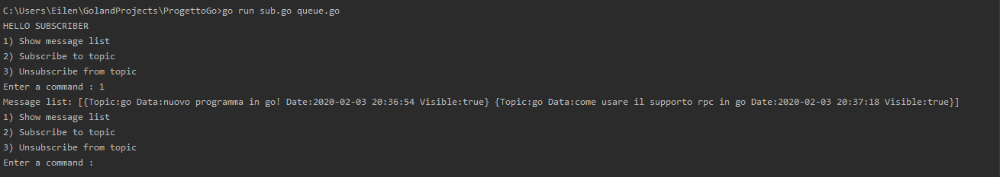 C:\Users\Eilen\GolandProjects\ProgettoGo>go run sub.go queue.go
HELLO SUBSCRIBER
1) Show message list
2) Subscribe to topic
3) Unsubscribe from topic
Enter a command : 1
Message list: [{Topic:go Data:nuovo programma in go! Date:2020-02-03 20:36:54 Visible:true} {Topic:go Data:come usare il supporto rpc in go Date:2020-02-03 20:37:18 Visible:true}]
1) Show message list
2) Subscribe to topic
3) Unsubscribe from topic
Enter a command :